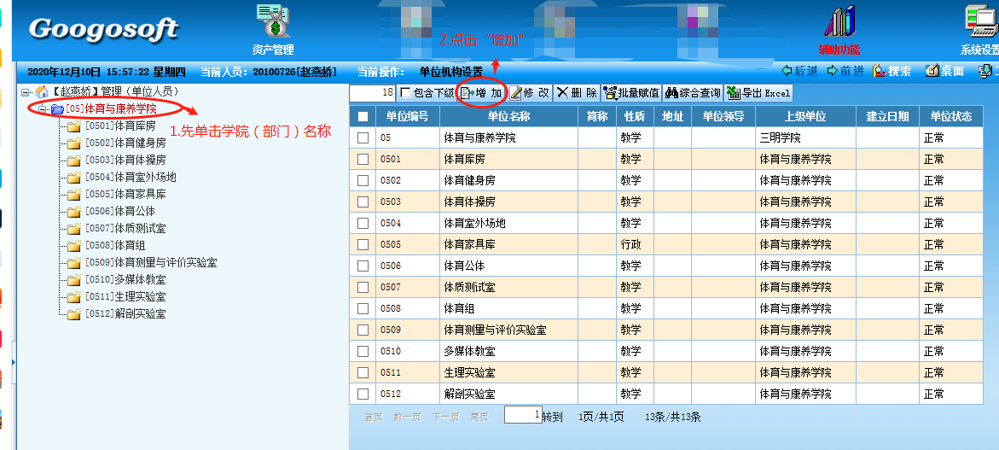 Googosoft
资产管理
2.点击“增加”
辅助功能
系统设置
2020年12月10日 15:57:22 星期四 当前人员：20100726[赵燕娇] 当前操作： 单位机构设置
后退 前进 搜索 桌面
【赵燕娇】管理（单位人员）
[05]体育与康养学院
1.先单击学院（部门）名称
[0501]体育库房
[0502]体育健身房
[0503]体育体操房
[0504]体育室外场地
[0505]体育家具库
[0506]体育公体
[0507]体质测试室
[0508]体育组
[0509]体育测量与评价实验室
[0510]多媒体教室
[0511]生理实验室
[0512]解剖实验室
18 包含下级 增 加 修 改 删 除 批量赋值 综合查询 导出 Excel
单位编号 单位名称 简称 性质 地址 单位领导 上级单位 建立日期 单位状态
05 体育与康养学院 教学 三明学院 正常
0501 体育库房 教学 体育与康养学院 正常
0502 体育健身房 教学 体育与康养学院 正常
0503 体育体操房 教学 体育与康养学院 正常
0504 体育室外场地 教学 体育与康养学院 正常
0505 体育家具库 行政 体育与康养学院 正常
0506 体育公体 教学 体育与康养学院 正常
0507 体质测试室 教学 体育与康养学院 正常
0508 体育组 教学 体育与康养学院 正常
0509 体育测量与评价实验室 教学 体育与康养学院 正常
0510 多媒体教室 教学 体育与康养学院 正常
0511 生理实验室 教学 体育与康养学院 正常
0512 解剖实验室 教学 体育与康养学院 正常
首页 前一页 下一页 尾页 1 转到 1页/共1页 13条/共13条